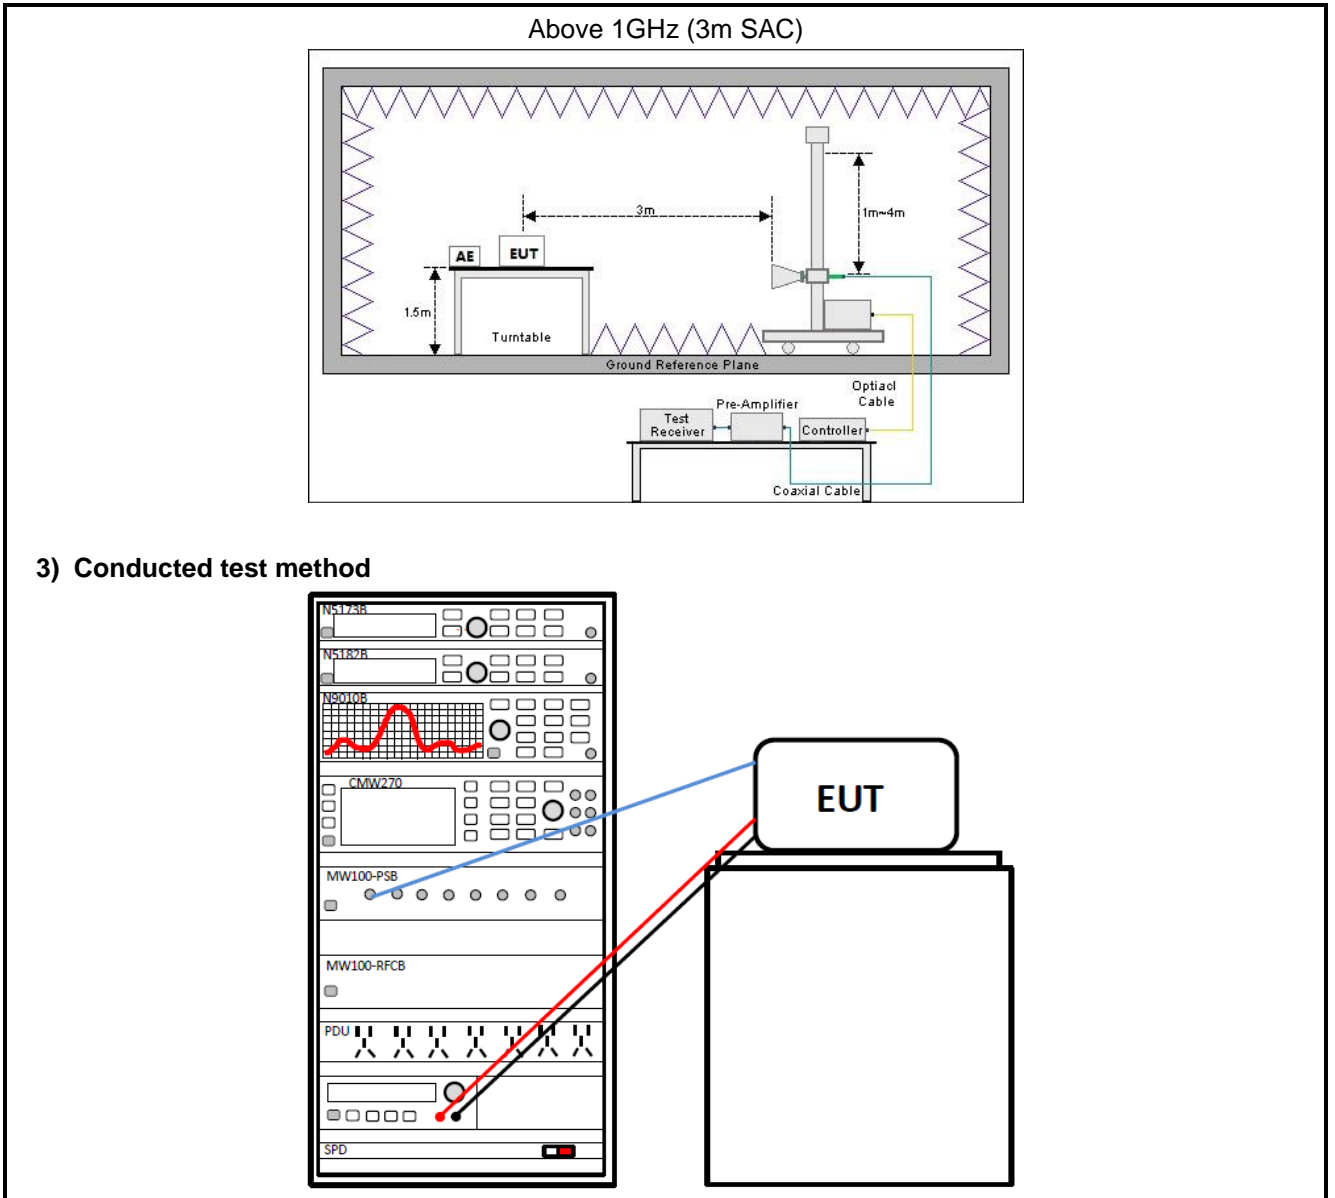 Above 1GHz (3m SAC)
3m
1m~4m
AE
EUT
1.5m
Turntable
Ground Reference Plane
Optiacl
Cable
Pre-Amplifier
Test
Receiver
Controller
Coaxial Cable
3) Conducted test method
N5173B
N5182B
N9010B
CMW270
EUT
MW100-PSB
MW100-RFCB
PDU
SPD